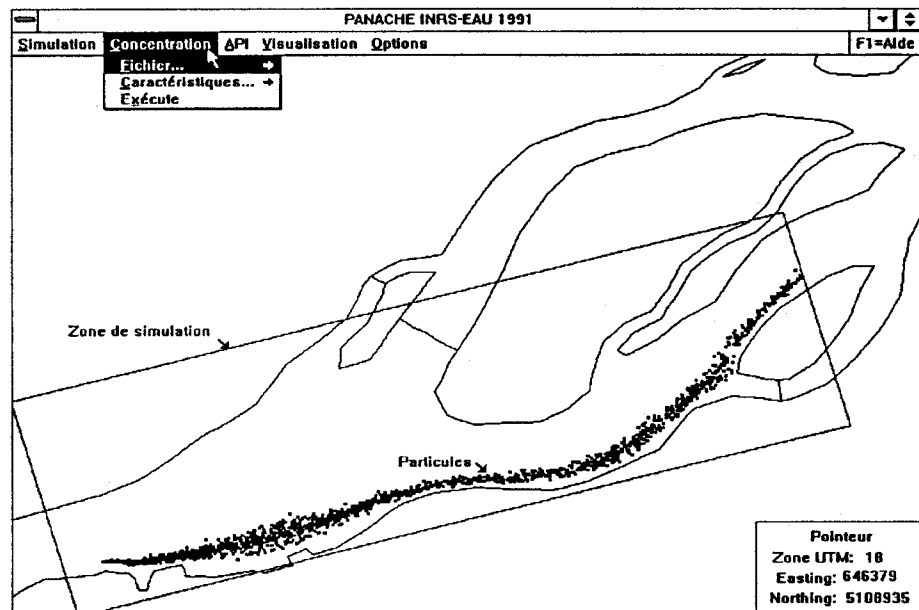 PANACHE INRS-EAU 1991
Simulation Concentration API Visualisation Options F1=Aide
Fichier...
Caractéristiques...
Exécute
Zone de simulation
Particules
Pointeur
Zone UTM: 18
Easting: 646379
Northing: 5108935